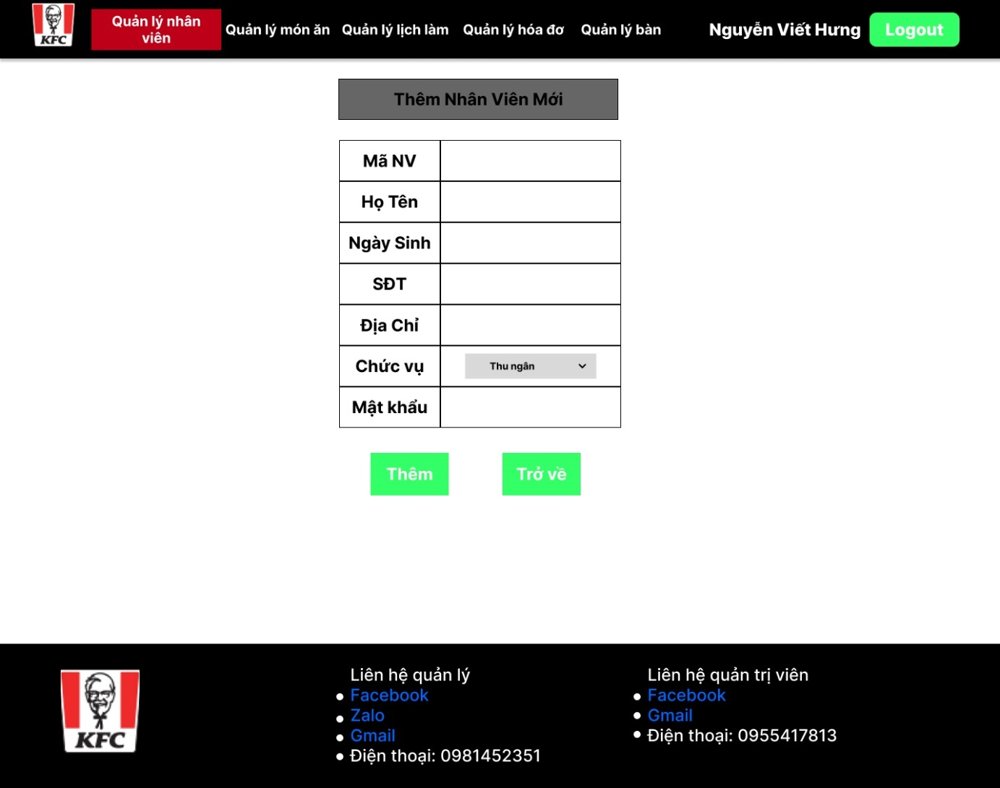 KFC
Quản lý nhân
viên
Quản lý món ăn
Quản lý lịch làm
Quản lý hóa đơ
Quản lý bàn
Nguyễn Viết Hưng
Logout
Thêm Nhân Viên Mới
Mã NV
Họ Tên
Ngày Sinh
SĐT
Địa Chỉ
Chức vụ
Thu ngân
Mật khẩu
Thêm
Trở về
KFC
Liên hệ quản lý
Facebook
Zalo
Gmail
Điện thoại: 0981452351
Liên hệ quản trị viên
Facebook
Gmail
Điện thoại: 0955417813